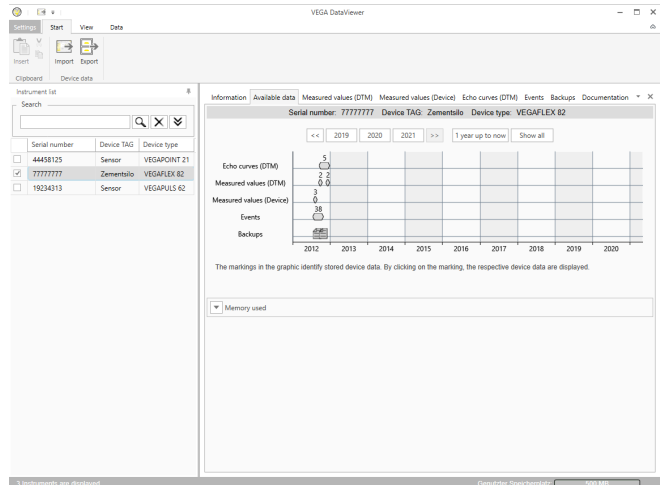 VEGA DataViewer
Settings Start View Data
Insert Import Export
Clipboard Device data
Instrument list
Search
Serial number Device TAG Device type
44458125 Sensor VEGAPOINT 21
77777777 Zementsilo VEGAFLEX 82
19234313 Sensor VEGAPULS 62
Information Available data Measured values (DTM) Measured values (Device) Echo curves (DTM) Events Backups Documentation
Serial number: 77777777 Device TAG: Zementsilo Device type: VEGAFLEX 82
<< 2019 2020 2021 >> 1 year up to now Show all
Echo curves (DTM) 5
Measured values (DTM) 2 2
Measured values (Device) 3
Events 38
Backups
2012 2013 2014 2015 2016 2017 2018 2019 2020
The markings in the graphic identify stored device data. By clicking on the marking, the respective device data are displayed.
Memory used
3 Instruments are displayed Genutzter Speicherplatz: 500 MB